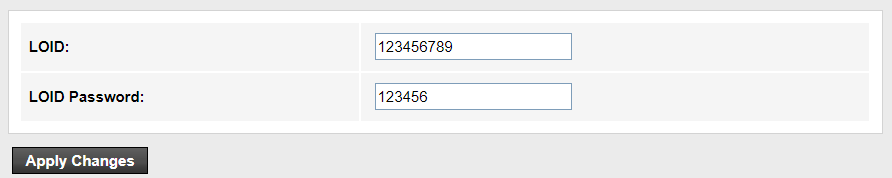 LOID: 123456789
LOID Password: 123456
Apply Changes